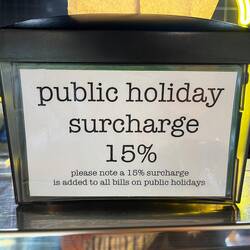 public holiday
surcharge
15%
please note a 15% surcharge
is added to all bills on public holidays